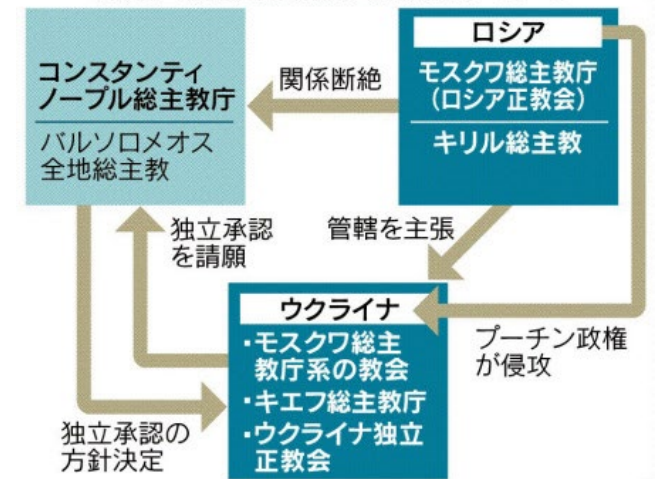 コンスタンティ
ノープル総主教庁
バルソロメオス
全地総主教
関係断絶
ロシア
モスクワ総主教庁
(ロシア正教会)
キリル総主教
独立承認
を請願
管轄を主張
ウクライナ
・モスクワ総主
教庁系の教会
・キエフ総主教庁
・ウクライナ独立
正教会
プーチン政権
が侵攻
独立承認の
方針決定